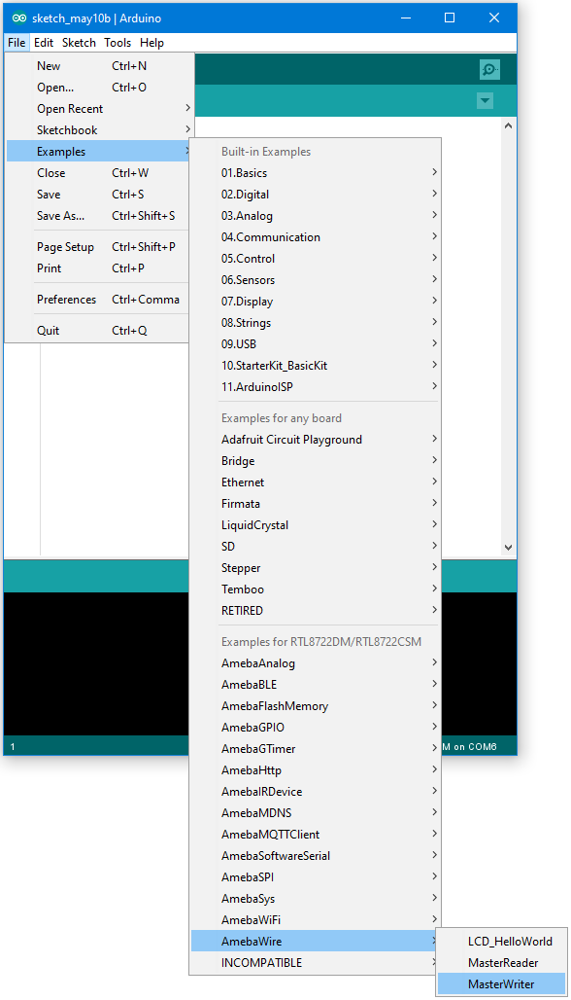 sketch_may10b | Arduino
File Edit Sketch Tools Help
New Ctrl+N
Open... Ctrl+O
Open Recent
Sketchbook
Examples
Close Ctrl+W
Save Ctrl+S
Save As... Ctrl+Shift+S
Page Setup Ctrl+Shift+P
Print Ctrl+P
Preferences Ctrl+Comma
Quit Ctrl+Q
Built-in Examples
01.Basics
02.Digital
03.Analog
04.Communication
05.Control
06.Sensors
07.Display
08.Strings
09.USB
10.StarterKit_BasicKit
11.ArduinoISP
Examples for any board
Adafruit Circuit Playground
Bridge
Ethernet
Firmata
LiquidCrystal
SD
Stepper
Temboo
RETIRED
Examples for RTL8722DM/RTL8722CSM
AmebaAnalog
AmebaBLE
AmebaFlashMemory
AmebaGPIO
AmebaGTimer
AmebaHttp
AmebaIRDevice
AmebaMDNS
AmebaMQTTClient
AmebaSoftwareSerial
AmebaSPI
AmebaSys
AmebaWiFi
AmebaWire
INCOMPATIBLE
LCD_HelloWorld
MasterReader
MasterWriter
1
M on COM6